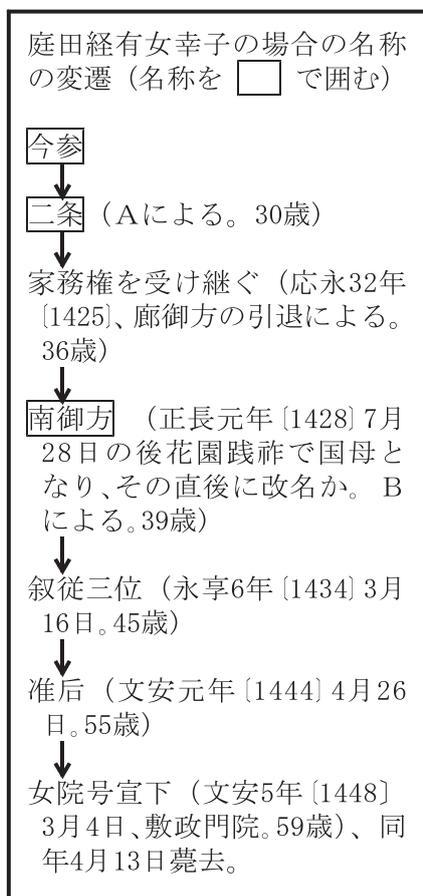 庭田経有女幸子の場合の名称
の変遷（名称を □ で囲む）
今参
二条（Aによる。30歳）
家務権を受け継ぐ（応永32年
〔1425〕、廊御方の引退による。
36歳）
南御方　（正長元年〔1428〕7月
28日の後花園践祚で国母と
なり、その直後に改名か。 B
による。39歳）
叙従三位（永享6年〔1434〕3月
16日。45歳）
准后（文安元年〔1444〕4月26
日。55歳）
女院号宣下（文安5年〔1448〕
3月4日、敷政門院。59歳）、同
年4月13日薨去。